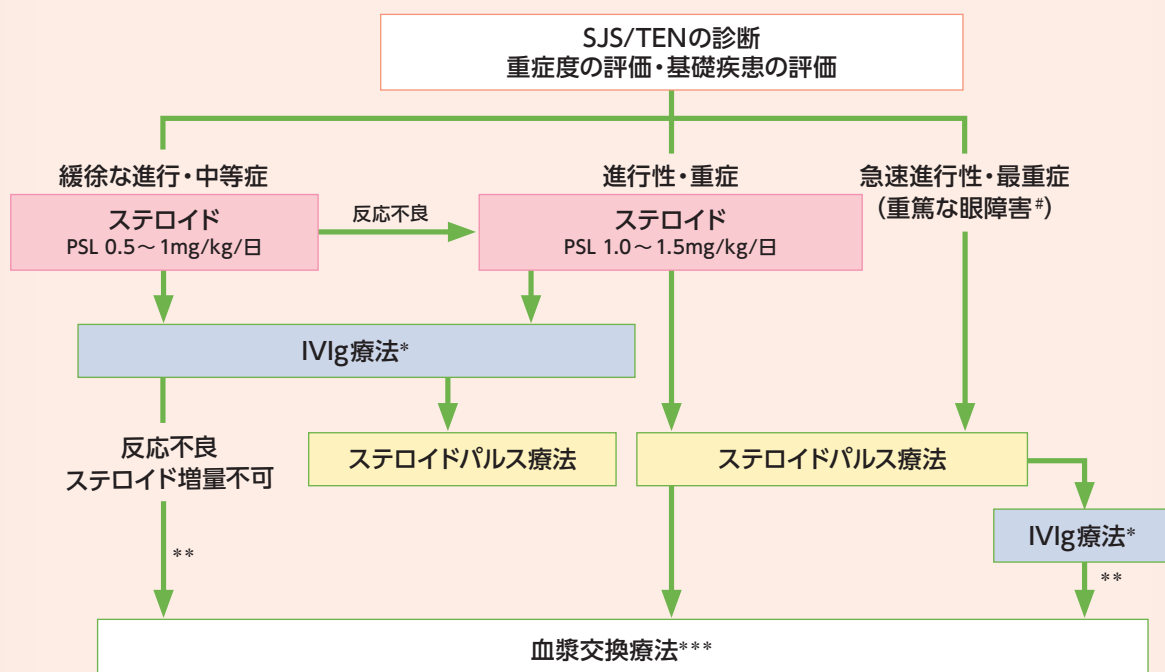 SJS/TENの診断
重症度の評価・基礎疾患の評価
緩徐な進行・中等症
進行性・重症
急速進行性・最重症
（重篤な眼障害#）
ステロイド
PSL 0.5～1mg/kg/日
反応不良
ステロイド
PSL 1.0～1.5mg/kg/日
IVIg療法*
反応不良
ステロイド増量不可
ステロイドパルス療法
ステロイドパルス療法
IVIg療法*
**
**
血漿交換療法***